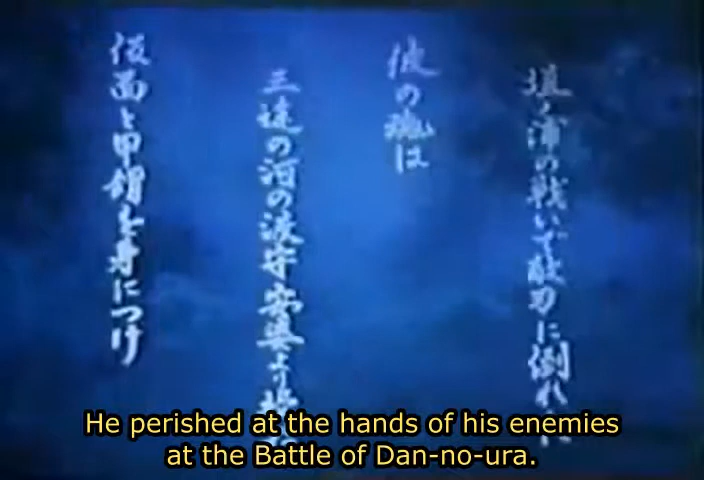 壇ノ浦の戦いで敵刃に倒れた
彼の魂は
三途の河の渡守安より
仮面と甲冑を身につけ
He perished at the hands of his enemies
at the Battle of Dan-no-ura.